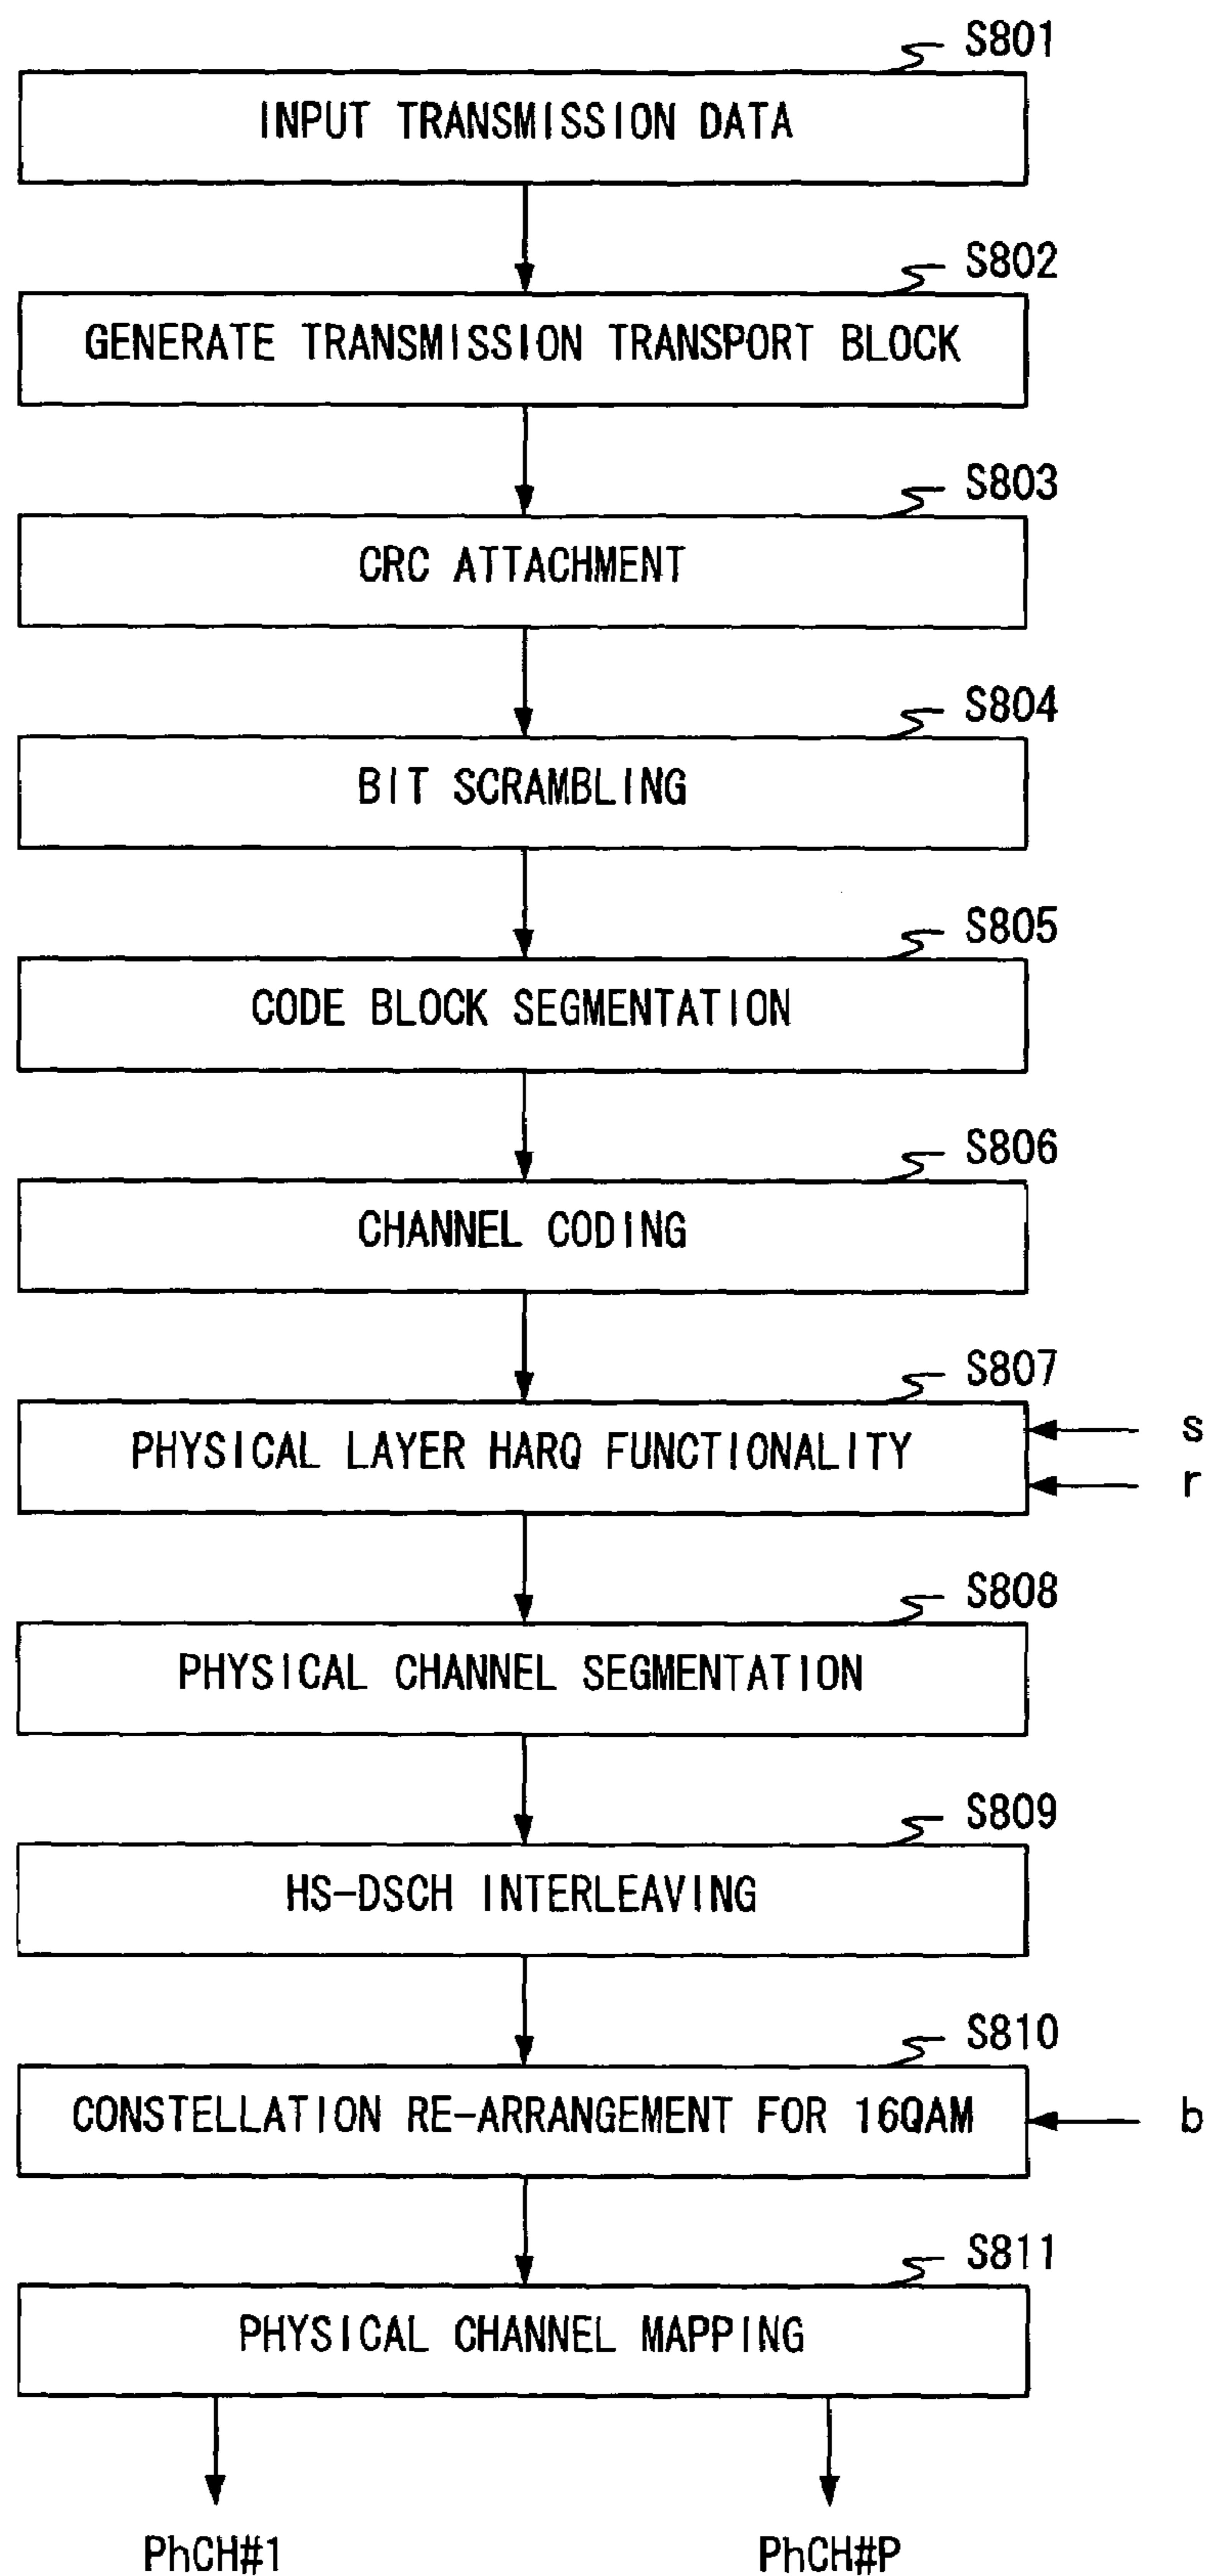 S801
INPUT TRANSMISSION DATA
S802
GENERATE TRANSMISSION TRANSPORT BLOCK
S803
CRC ATTACHMENT
S804
BIT SCRAMBLING
S805
CODE BLOCK SEGMENTATION
S806
CHANNEL CODING
S807
PHYSICAL LAYER HARQ FUNCTIONALITY
s
r
S808
PHYSICAL CHANNEL SEGMENTATION
S809
HS-DSCH INTERLEAVING
S810
CONSTELLATION RE-ARRANGEMENT FOR 16QAM
b
S811
PHYSICAL CHANNEL MAPPING
PhCH#1 PhCH#P